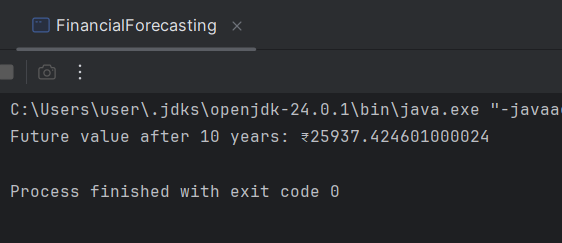 FinancialForecasting
C:\Users\user\.jdks\openjdk-24.0.1\bin\java.exe "-javaa
Future value after 10 years: ₹25937.424601000024
Process finished with exit code 0